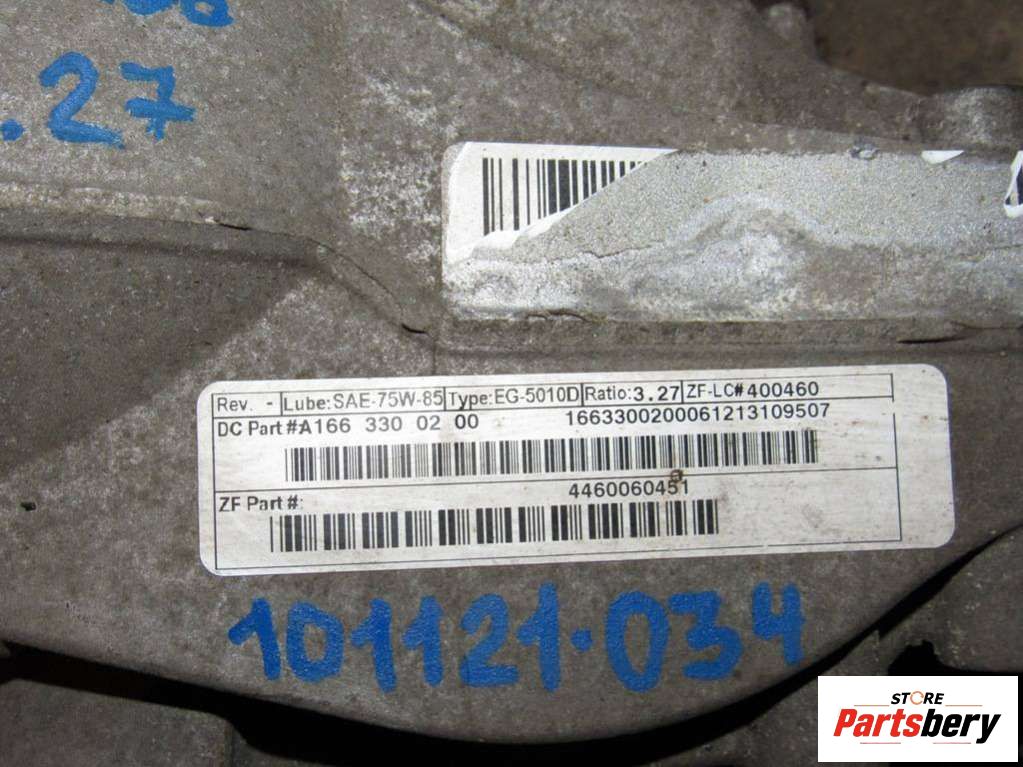 .27
Rev. - Lube:SAE-75W-85 Type:EG-5010D Ratio:3.27 ZF-LC#400460
DC Part #A166 330 02 00 1663300200061213109507
ZF Part #: 4460060451
101121.034
STORE
Partsbery